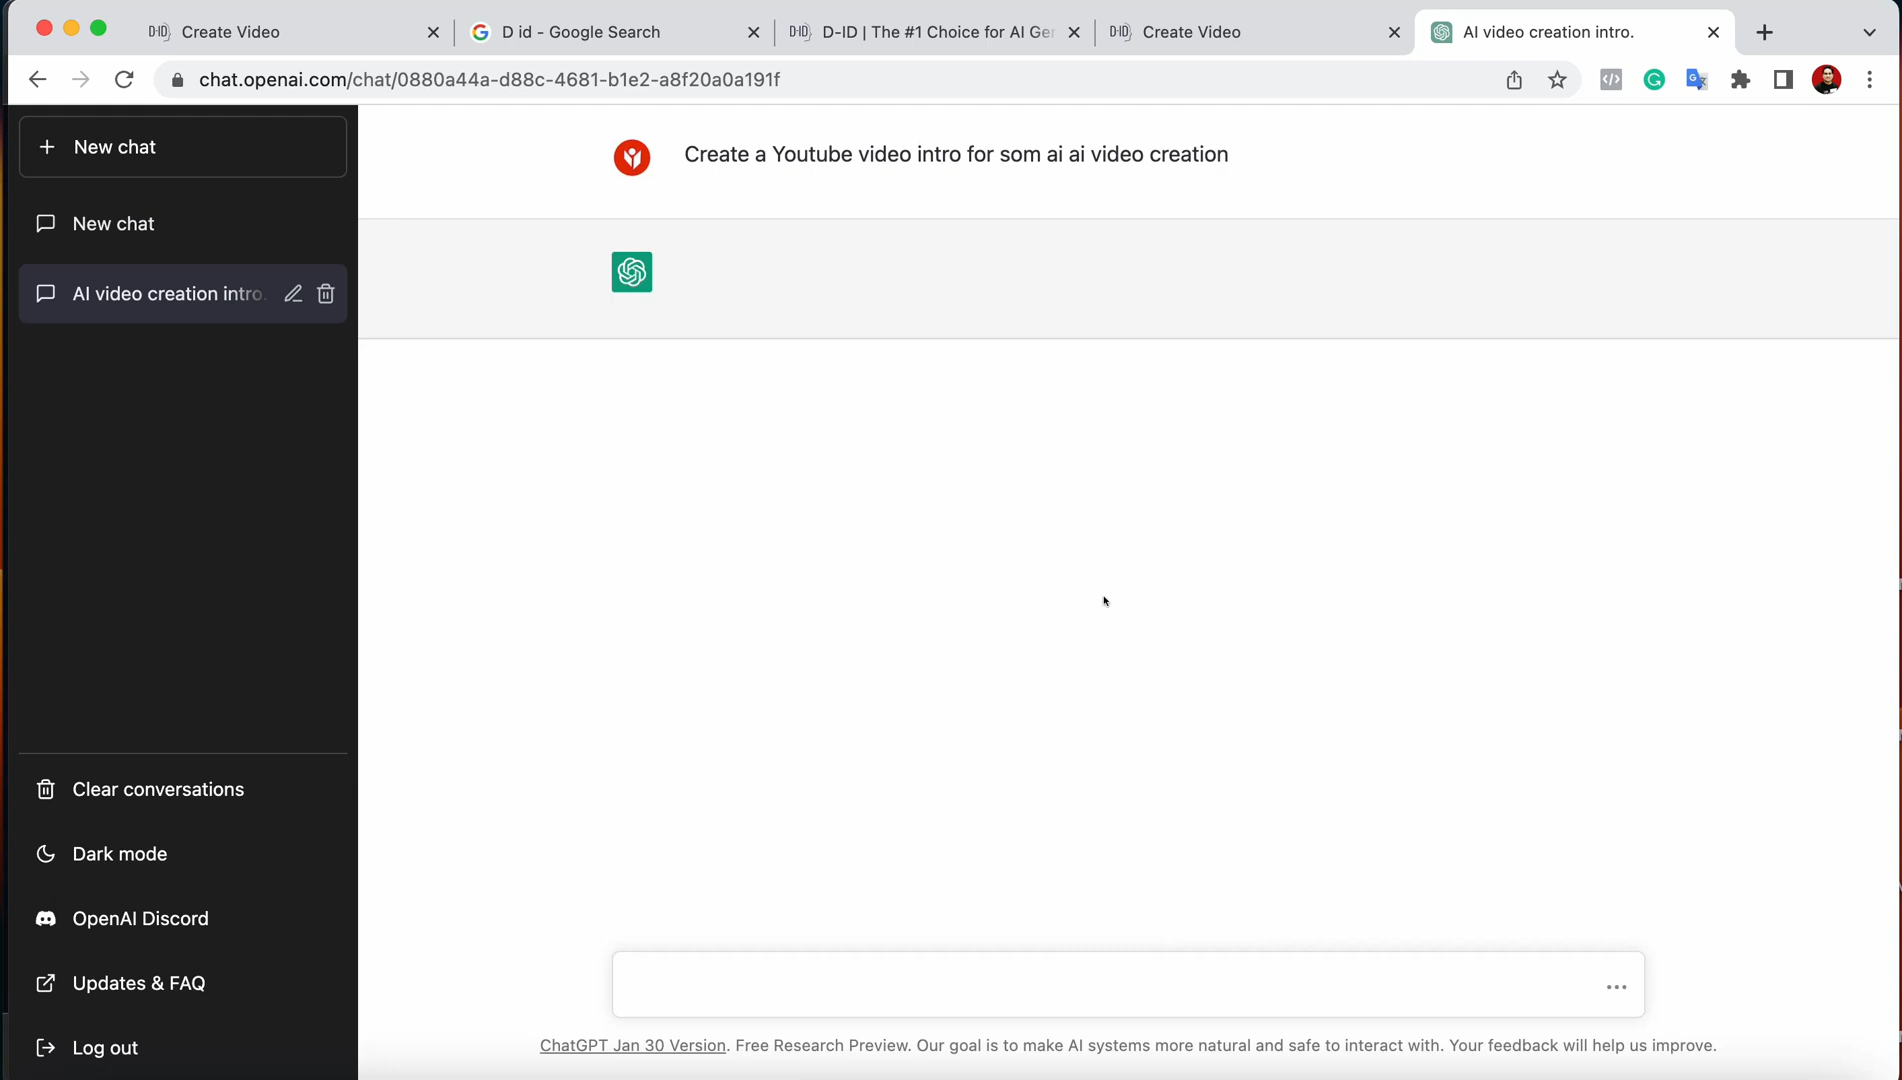 D·ID Create Video
D id - Google Search
D·ID D-ID | The #1 Choice for AI Ger
D·ID Create Video
AI video creation intro.
chat.openai.com/chat/0880a44a-d88c-4681-b1e2-a8f20a0a191f
New chat
Create a Youtube video intro for som ai ai video creation
New chat
AI video creation intro.
Clear conversations
Dark mode
OpenAI Discord
Updates & FAQ
Log out
ChatGPT Jan 30 Version. Free Research Preview. Our goal is to make AI systems more natural and safe to interact with. Your feedback will help us improve.